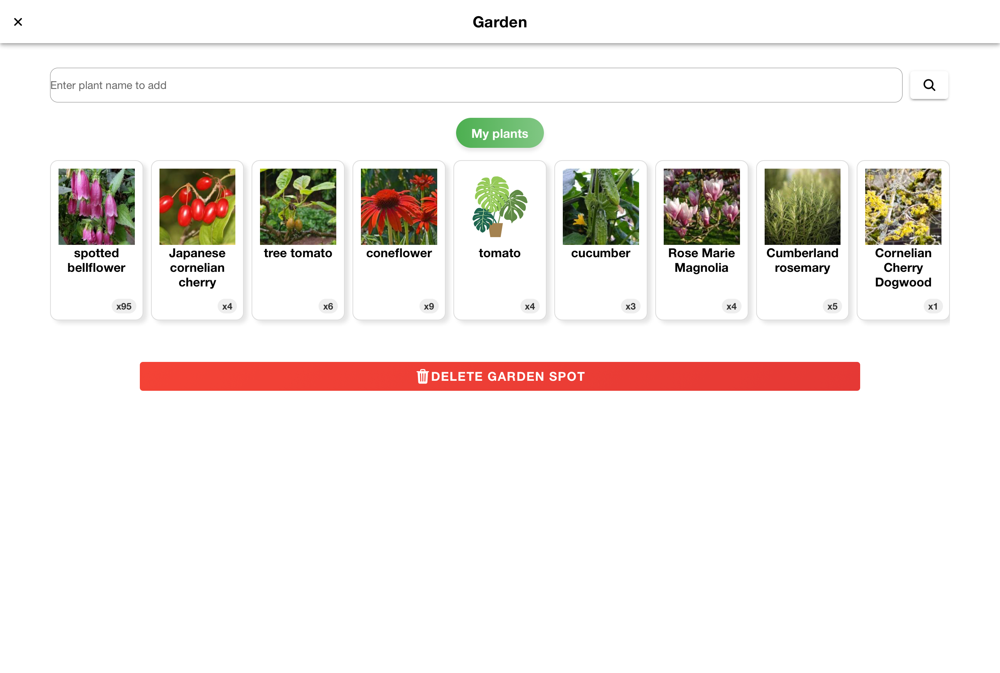 Garden
Enter plant name to add
My plants
spotted
bellflower
x95
Japanese
cornelian
cherry
x4
tree tomato
x6
coneflower
x9
tomato
x4
cucumber
x3
Rose Marie
Magnolia
x4
Cumberland
rosemary
x5
Cornelian
Cherry
Dogwood
x1
DELETE GARDEN SPOT